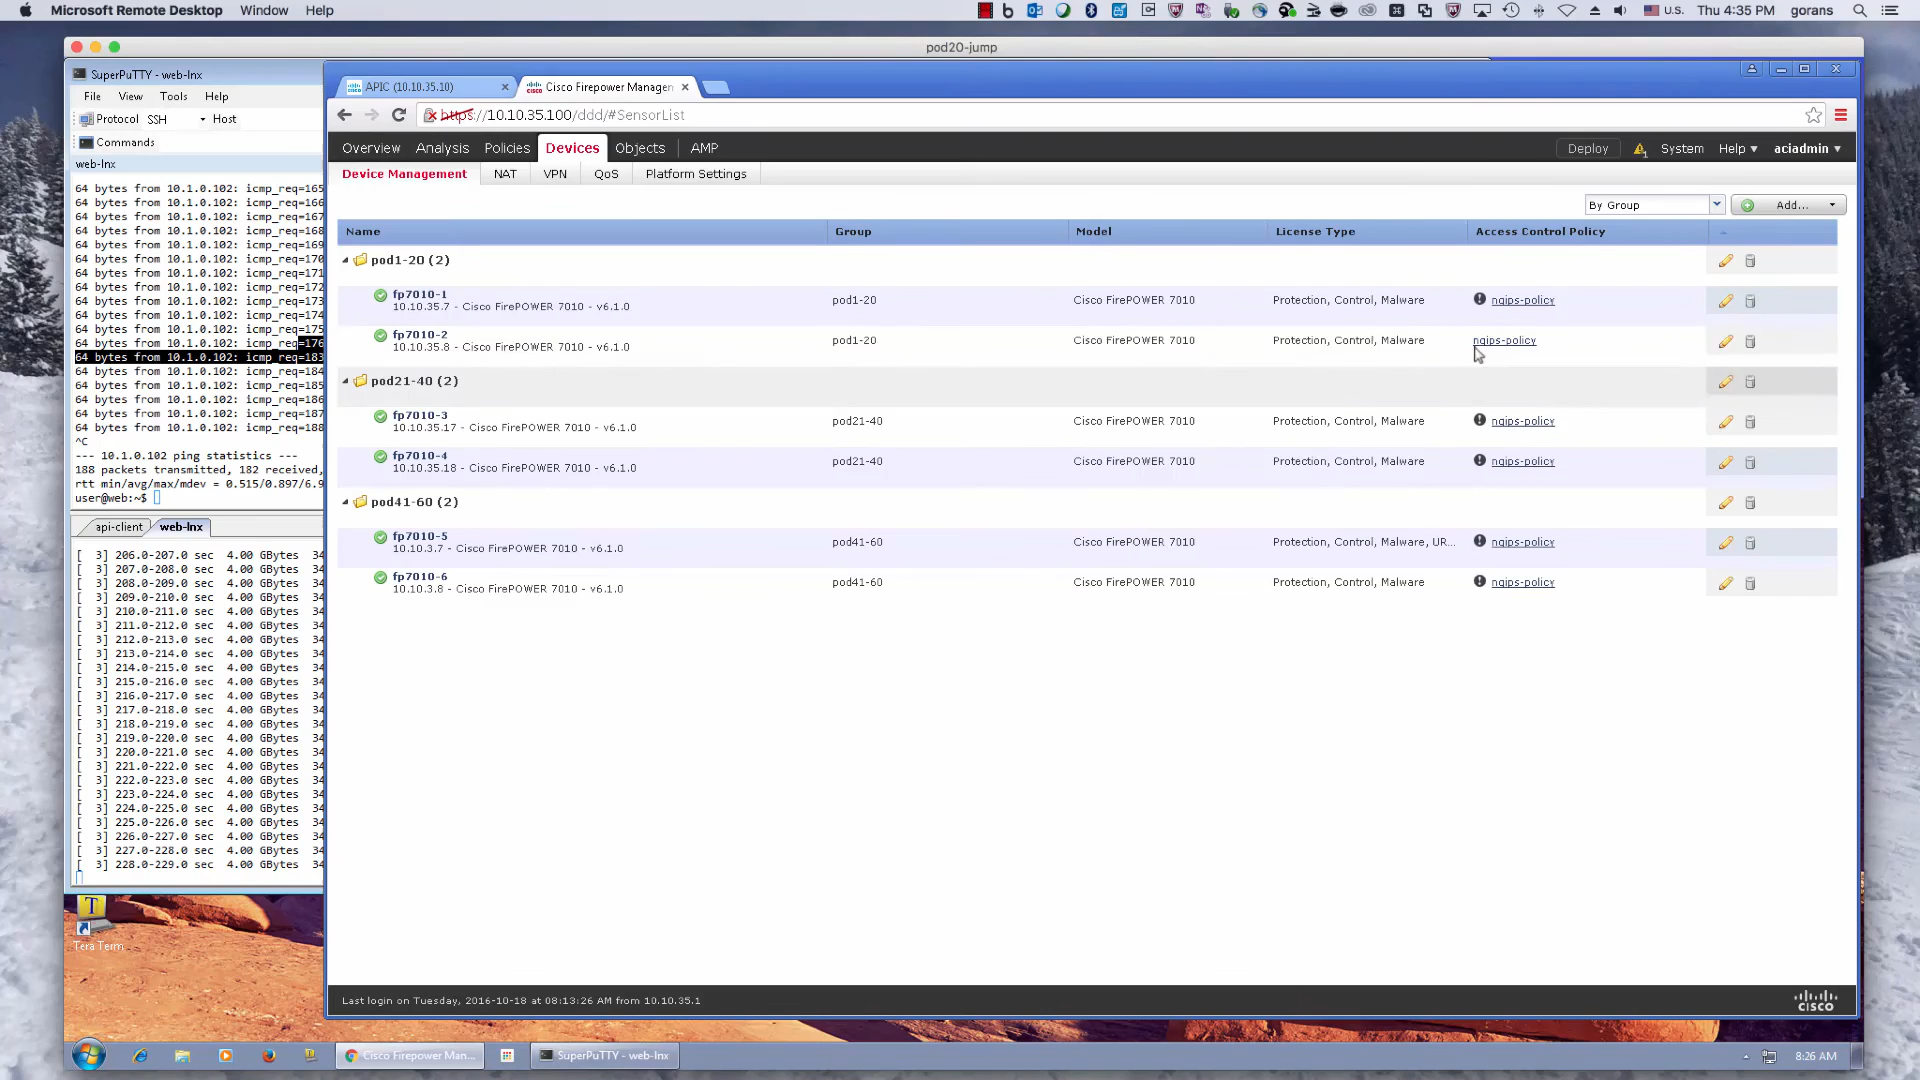 Microsoft Remote Desktop Window Help
U.S. Thu 4:35 PM gorans
pod20-jump
SuperPuTTY - web-lnx
File View Tools Help
Protocol SSH Host
Commands
web-lnx
64 bytes from 10.1.0.102: icmp_req=165
64 bytes from 10.1.0.102: icmp_req=166
64 bytes from 10.1.0.102: icmp_req=167
64 bytes from 10.1.0.102: icmp_req=168
64 bytes from 10.1.0.102: icmp_req=169
64 bytes from 10.1.0.102: icmp_req=170
64 bytes from 10.1.0.102: icmp_req=171
64 bytes from 10.1.0.102: icmp_req=172
64 bytes from 10.1.0.102: icmp_req=173
64 bytes from 10.1.0.102: icmp_req=174
64 bytes from 10.1.0.102: icmp_req=175
64 bytes from 10.1.0.102: icmp_req=176
64 bytes from 10.1.0.102: icmp_req=183
64 bytes from 10.1.0.102: icmp_req=184
64 bytes from 10.1.0.102: icmp_req=185
64 bytes from 10.1.0.102: icmp_req=186
64 bytes from 10.1.0.102: icmp_req=187
64 bytes from 10.1.0.102: icmp_req=188
^C
--- 10.1.0.102 ping statistics ---
188 packets transmitted, 182 received,
rtt min/avg/max/mdev = 0.515/0.897/6.9
user@web:~$
api-client web-lnx
[ 3] 206.0-207.0 sec 4.00 GBytes 34
[ 3] 207.0-208.0 sec 4.00 GBytes 34
[ 3] 208.0-209.0 sec 4.00 GBytes 34
[ 3] 209.0-210.0 sec 4.00 GBytes 34
[ 3] 210.0-211.0 sec 4.00 GBytes 34
[ 3] 211.0-212.0 sec 4.00 GBytes 34
[ 3] 212.0-213.0 sec 4.00 GBytes 34
[ 3] 213.0-214.0 sec 4.00 GBytes 34
[ 3] 214.0-215.0 sec 4.00 GBytes 34
[ 3] 215.0-216.0 sec 4.00 GBytes 34
[ 3] 216.0-217.0 sec 4.00 GBytes 34
[ 3] 217.0-218.0 sec 4.00 GBytes 34
[ 3] 218.0-219.0 sec 4.00 GBytes 34
[ 3] 219.0-220.0 sec 4.00 GBytes 34
[ 3] 220.0-221.0 sec 4.00 GBytes 34
[ 3] 221.0-222.0 sec 4.00 GBytes 34
[ 3] 222.0-223.0 sec 4.00 GBytes 34
[ 3] 223.0-224.0 sec 4.00 GBytes 34
[ 3] 224.0-225.0 sec 4.00 GBytes 34
[ 3] 225.0-226.0 sec 4.00 GBytes 34
[ 3] 226.0-227.0 sec 4.00 GBytes 34
[ 3] 227.0-228.0 sec 4.00 GBytes 34
[ 3] 228.0-229.0 sec 4.00 GBytes 34
Tera Term
APIC (10.10.35.10) Cisco Firepower Managem
https://10.10.35.100/ddd/#SensorList
Overview Analysis Policies Devices Objects AMP Deploy System Help aciadmin
Device Management NAT VPN QoS Platform Settings
By Group Add...
Name Group Model License Type Access Control Policy
pod1-20 (2)
fp7010-1
10.10.35.7 - Cisco FirePOWER 7010 - v6.1.0 pod1-20 Cisco FirePOWER 7010 Protection, Control, Malware ngips-policy
fp7010-2
10.10.35.8 - Cisco FirePOWER 7010 - v6.1.0 pod1-20 Cisco FirePOWER 7010 Protection, Control, Malware ngips-policy
pod21-40 (2)
fp7010-3
10.10.35.17 - Cisco FirePOWER 7010 - v6.1.0 pod21-40 Cisco FirePOWER 7010 Protection, Control, Malware ngips-policy
fp7010-4
10.10.35.18 - Cisco FirePOWER 7010 - v6.1.0 pod21-40 Cisco FirePOWER 7010 Protection, Control, Malware ngips-policy
pod41-60 (2)
fp7010-5
10.10.3.7 - Cisco FirePOWER 7010 - v6.1.0 pod41-60 Cisco FirePOWER 7010 Protection, Control, Malware, UR... ngips-policy
fp7010-6
10.10.3.8 - Cisco FirePOWER 7010 - v6.1.0 pod41-60 Cisco FirePOWER 7010 Protection, Control, Malware ngips-policy
Last login on Tuesday, 2016-10-18 at 08:13:26 AM from 10.10.35.1
CISCO
Cisco Firepower Man... SuperPuTTY - web-lnx 8:26 AM